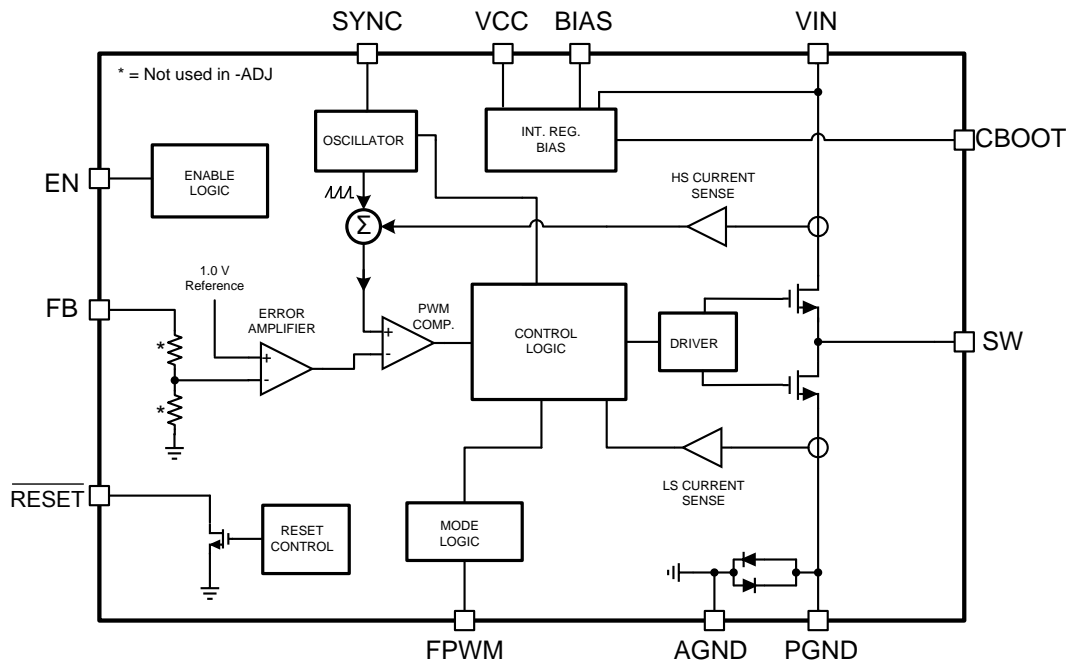 SYNC
VCC
BIAS
VIN
* = Not used in -ADJ
OSCILLATOR
INT. REG.
BIAS
CBOOT
EN
ENABLE
LOGIC
HS CURRENT
SENSE
Σ
1.0 V
Reference
FB
ERROR
AMPLIFIER
PWM
COMP.
+
-
+
-
CONTROL
LOGIC
DRIVER
SW
*
*
RESET
RESET
CONTROL
MODE
LOGIC
LS CURRENT
SENSE
FPWM
AGND
PGND